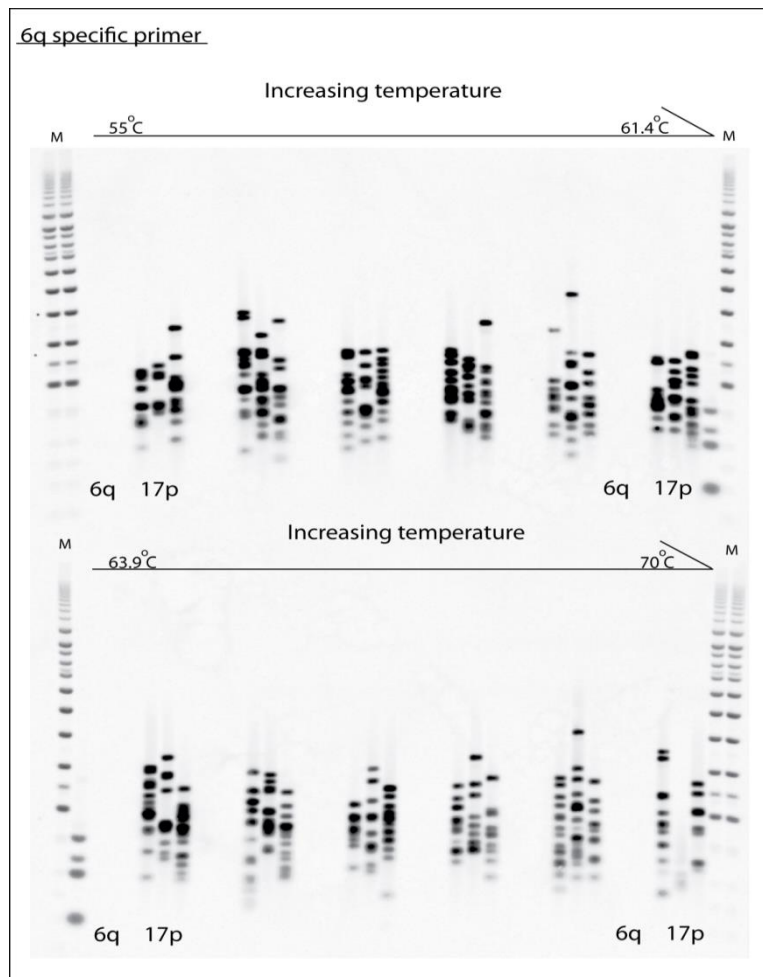 6q specific primer
Increasing temperature
M 55°C 61.4°C M
6q 17p 6q 17p
Increasing temperature
M 63.9°C 70°C M
6q 17p 6q 17p